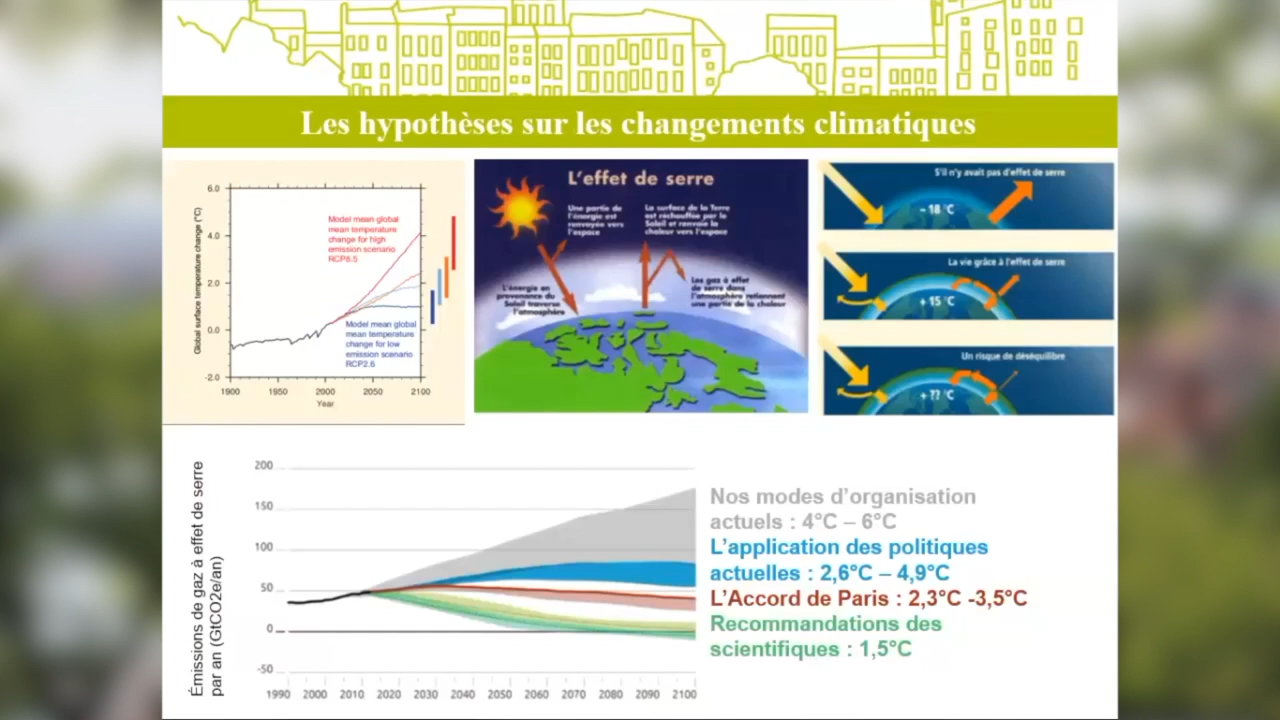 Les hypothèses sur les changements climatiques
6.0
4.0
2.0
0.0
-2.0
Global surface temperature change (°C)
Model mean global
mean temperature
change for high
emission scenario
RCP8.5
Model mean global
mean temperature
change for low
emission scenario
RCP2.6
1900
1950
2000
2050
2100
Year
L'effet de serre
Une partie de
l'énergie est
renvoyée vers
l'espace
La surface de la Terre
est réchauffée par le
Soleil et renvoie la
chaleur vers l'espace
L'énergie en
provenance du
Soleil traverse
l'atmosphère
Les gaz à effet
de serre dans
l'atmosphère retiennent
une partie de la chaleur
S'il n'y avait pas d'effet de serre
- 18 °C
La vie grâce à l'effet de serre
+ 15 °C
Un risque de déséquilibre
+ ?? °C
Émissions de gaz à effet de serre
par an (GtCO2e/an)
200
150
100
50
0
-50
1990 2000 2010 2020 2030 2040 2050 2060 2070 2080 2090 2100
Nos modes d'organisation
actuels : 4°C – 6°C
L'application des politiques
actuelles : 2,6°C – 4,9°C
L'Accord de Paris : 2,3°C -3,5°C
Recommandations des
scientifiques : 1,5°C